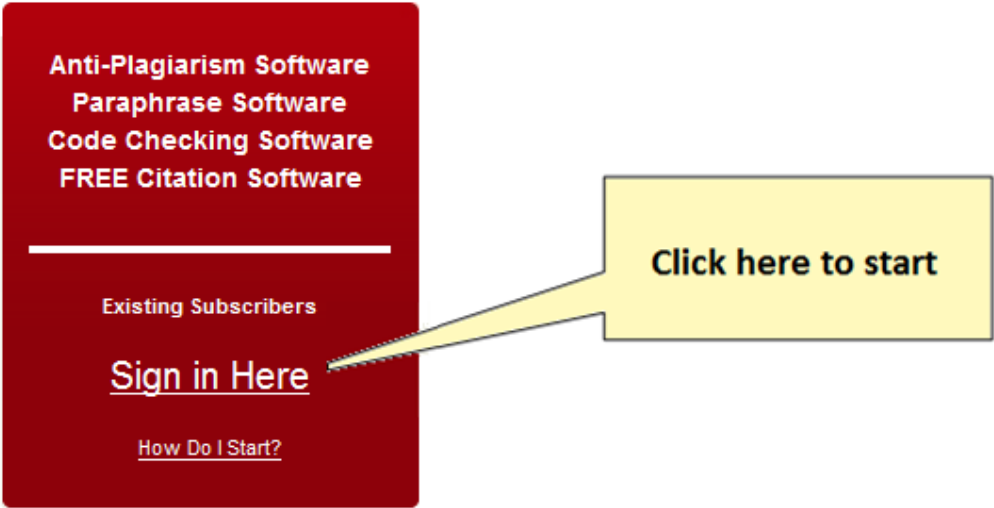 Anti-Plagiarism Software
Paraphrase Software
Code Checking Software
FREE Citation Software
Existing Subscribers
Sign in Here
How Do I Start?
Click here to start